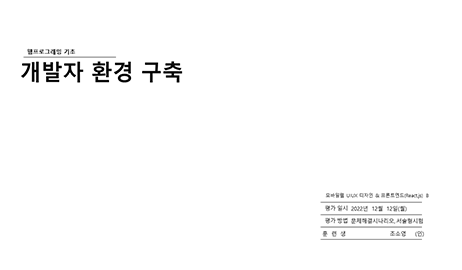 웹프로그래밍 기초
개발자 환경 구축
모바일웹 UIUX 디자인 & 프론트엔드(React.js) B
평가 일시 2022년 12월 12일(월)
평가 방법 문제해결시나리오, 서술형시험
훈 련 생 조소영 (인)